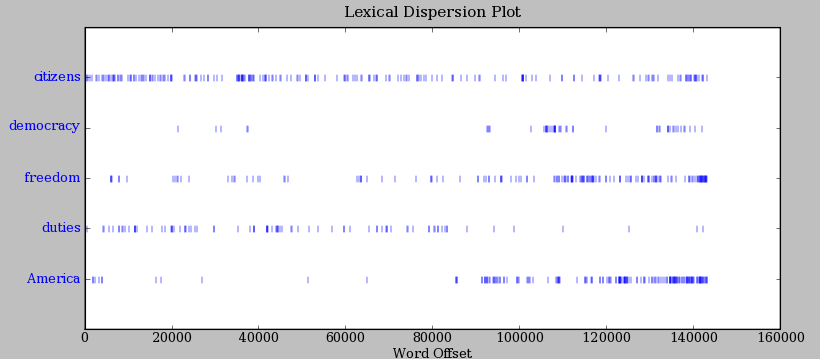 Lexical Dispersion Plot
citizens
democracy
freedom
duties
America
0 20000 40000 60000 80000 100000 120000 140000 160000
Word Offset